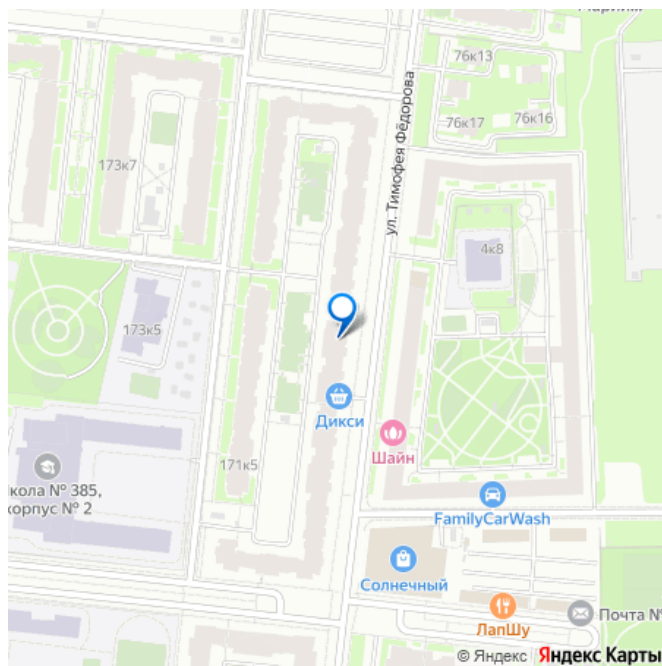 76к13
76к17
76к16
173к7
ул. Тимофея Фёдорова
4к8
173к5
Дикси
Шайн
171к5
кола № 385,
корпус № 2
FamilyCarWash
Солнечный
ЛапШу
Почта №
© Яндекс Яндекс Карты